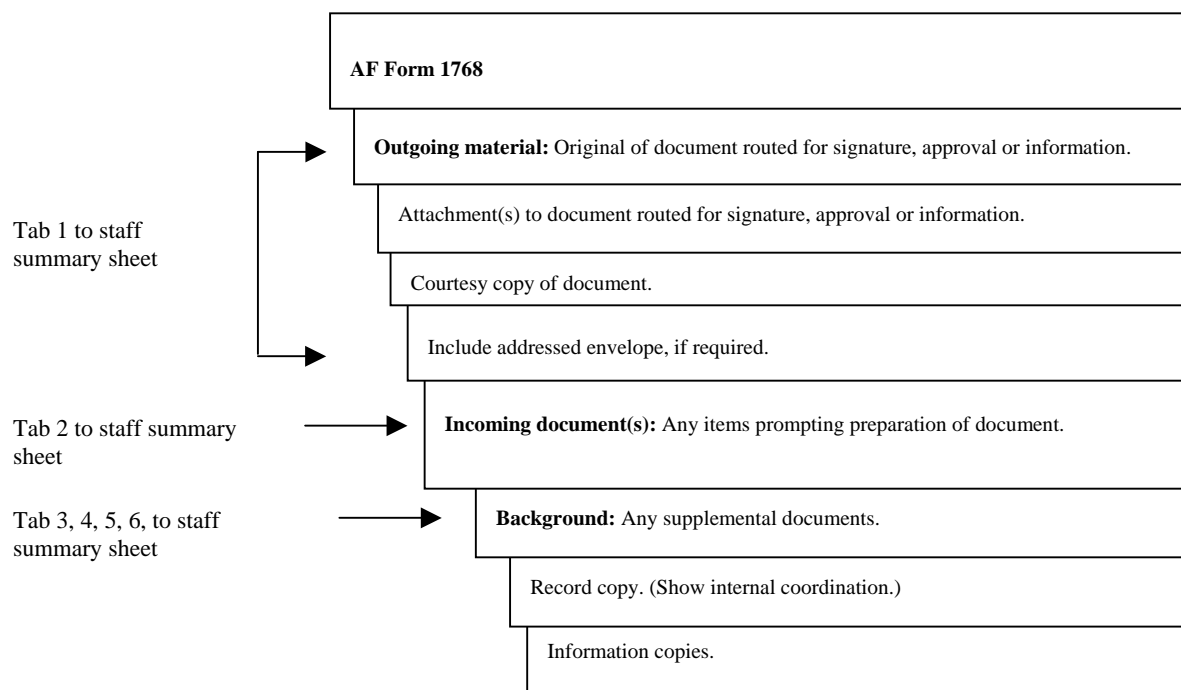 AF Form 1768
Outgoing material: Original of document routed for signature, approval or information.
Tab 1 to staff
summary sheet
Attachment(s) to document routed for signature, approval or information.
Courtesy copy of document.
Include addressed envelope, if required.
Tab 2 to staff summary
sheet
Incoming document(s): Any items prompting preparation of document.
Tab 3, 4, 5, 6, to staff
summary sheet
Background: Any supplemental documents.
Record copy. (Show internal coordination.)
Information copies.